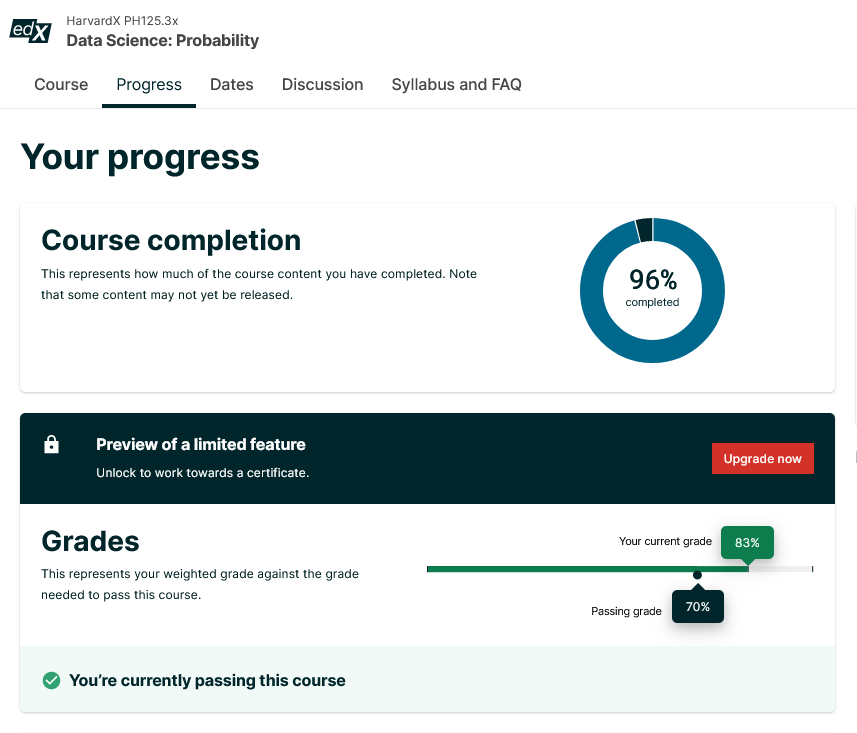 edX
HarvardX PH125.3x
Data Science: Probability
Course
Progress
Dates
Discussion
Syllabus and FAQ
Your progress
Course completion
This represents how much of the course content you have completed. Note
that some content may not yet be released.
96%
completed
Preview of a limited feature
Unlock to work towards a certificate.
Upgrade now
Grades
This represents your weighted grade against the grade
needed to pass this course.
Your current grade
83%
Passing grade
70%
You’re currently passing this course